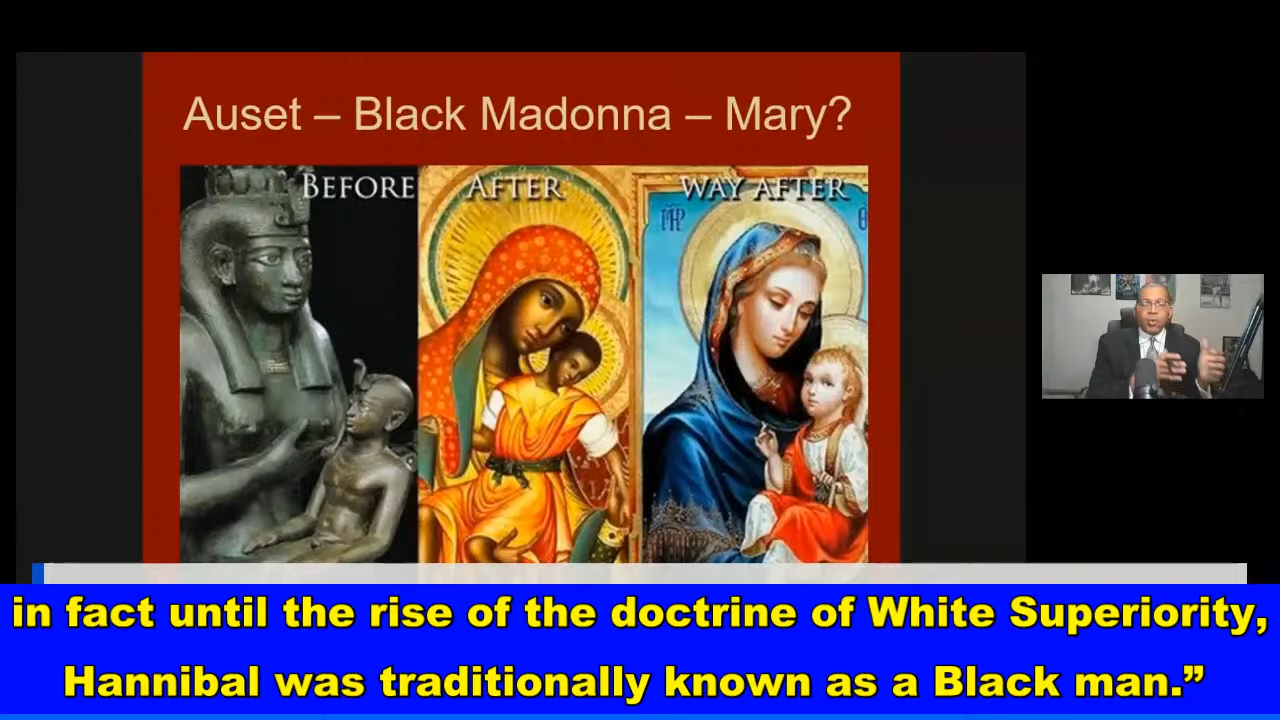 Auset – Black Madonna – Mary?
BEFORE
AFTER
WAY AFTER
in fact until the rise of the doctrine of White Superiority,
Hannibal was traditionally known as a Black man.”